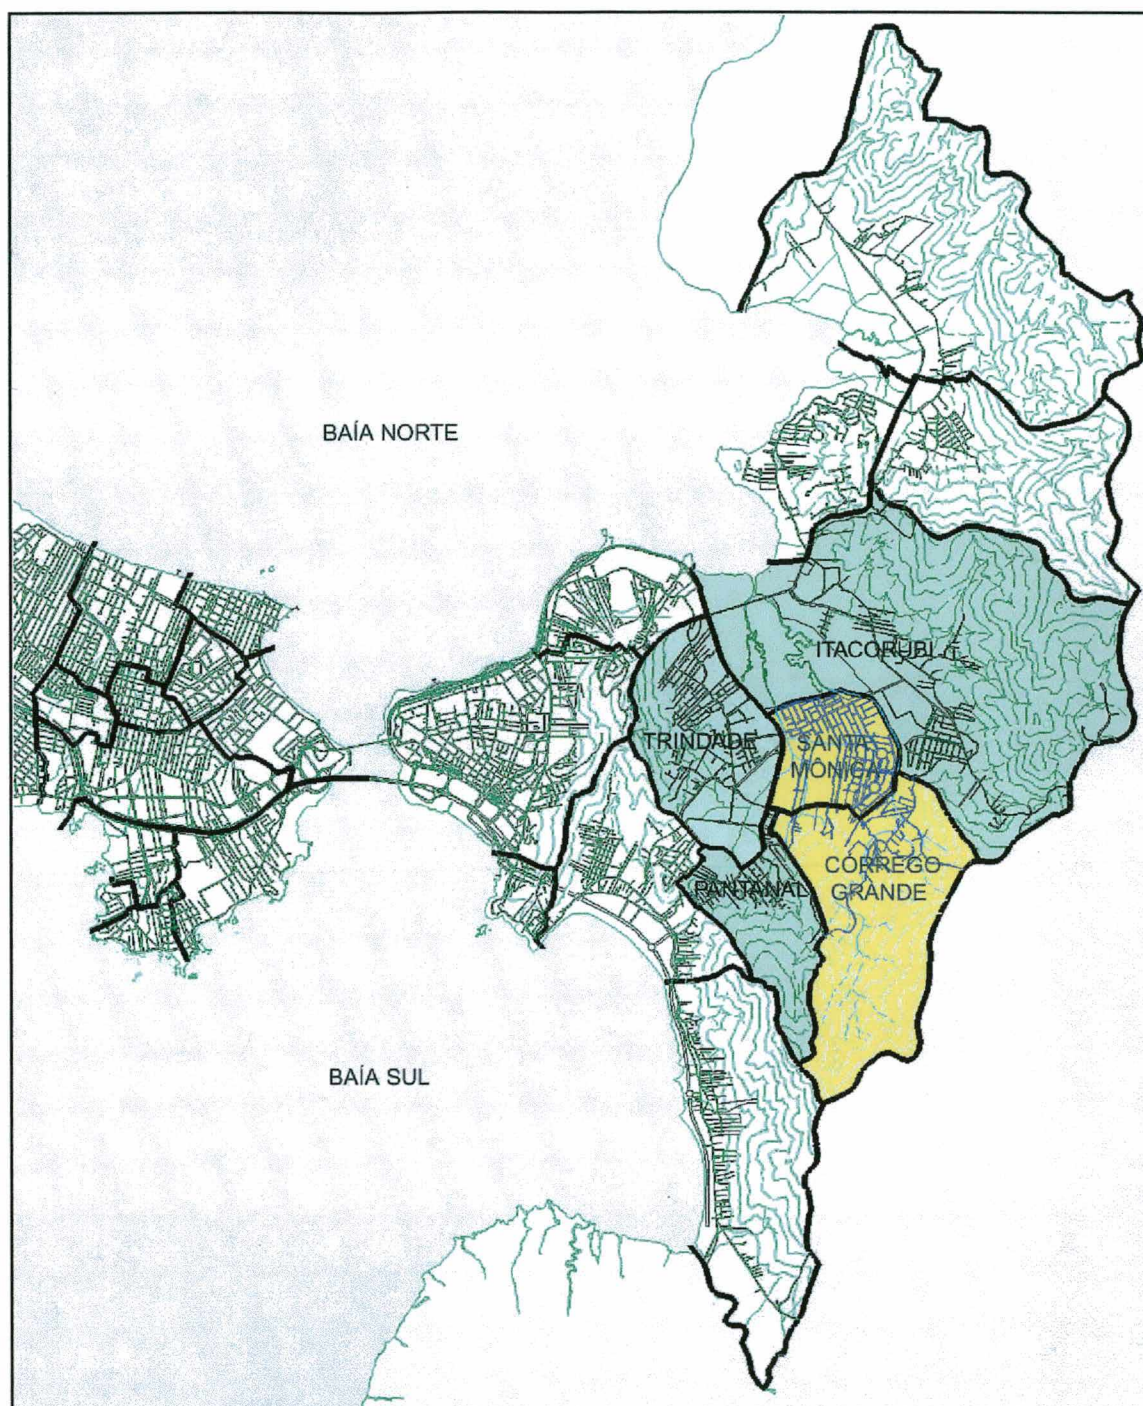 BAÍA NORTE
ITACORUBI
TRINDADE
SANTA
MÔNICA
CÓRREGO
GRANDE
PANTANAL
BAÍA SUL